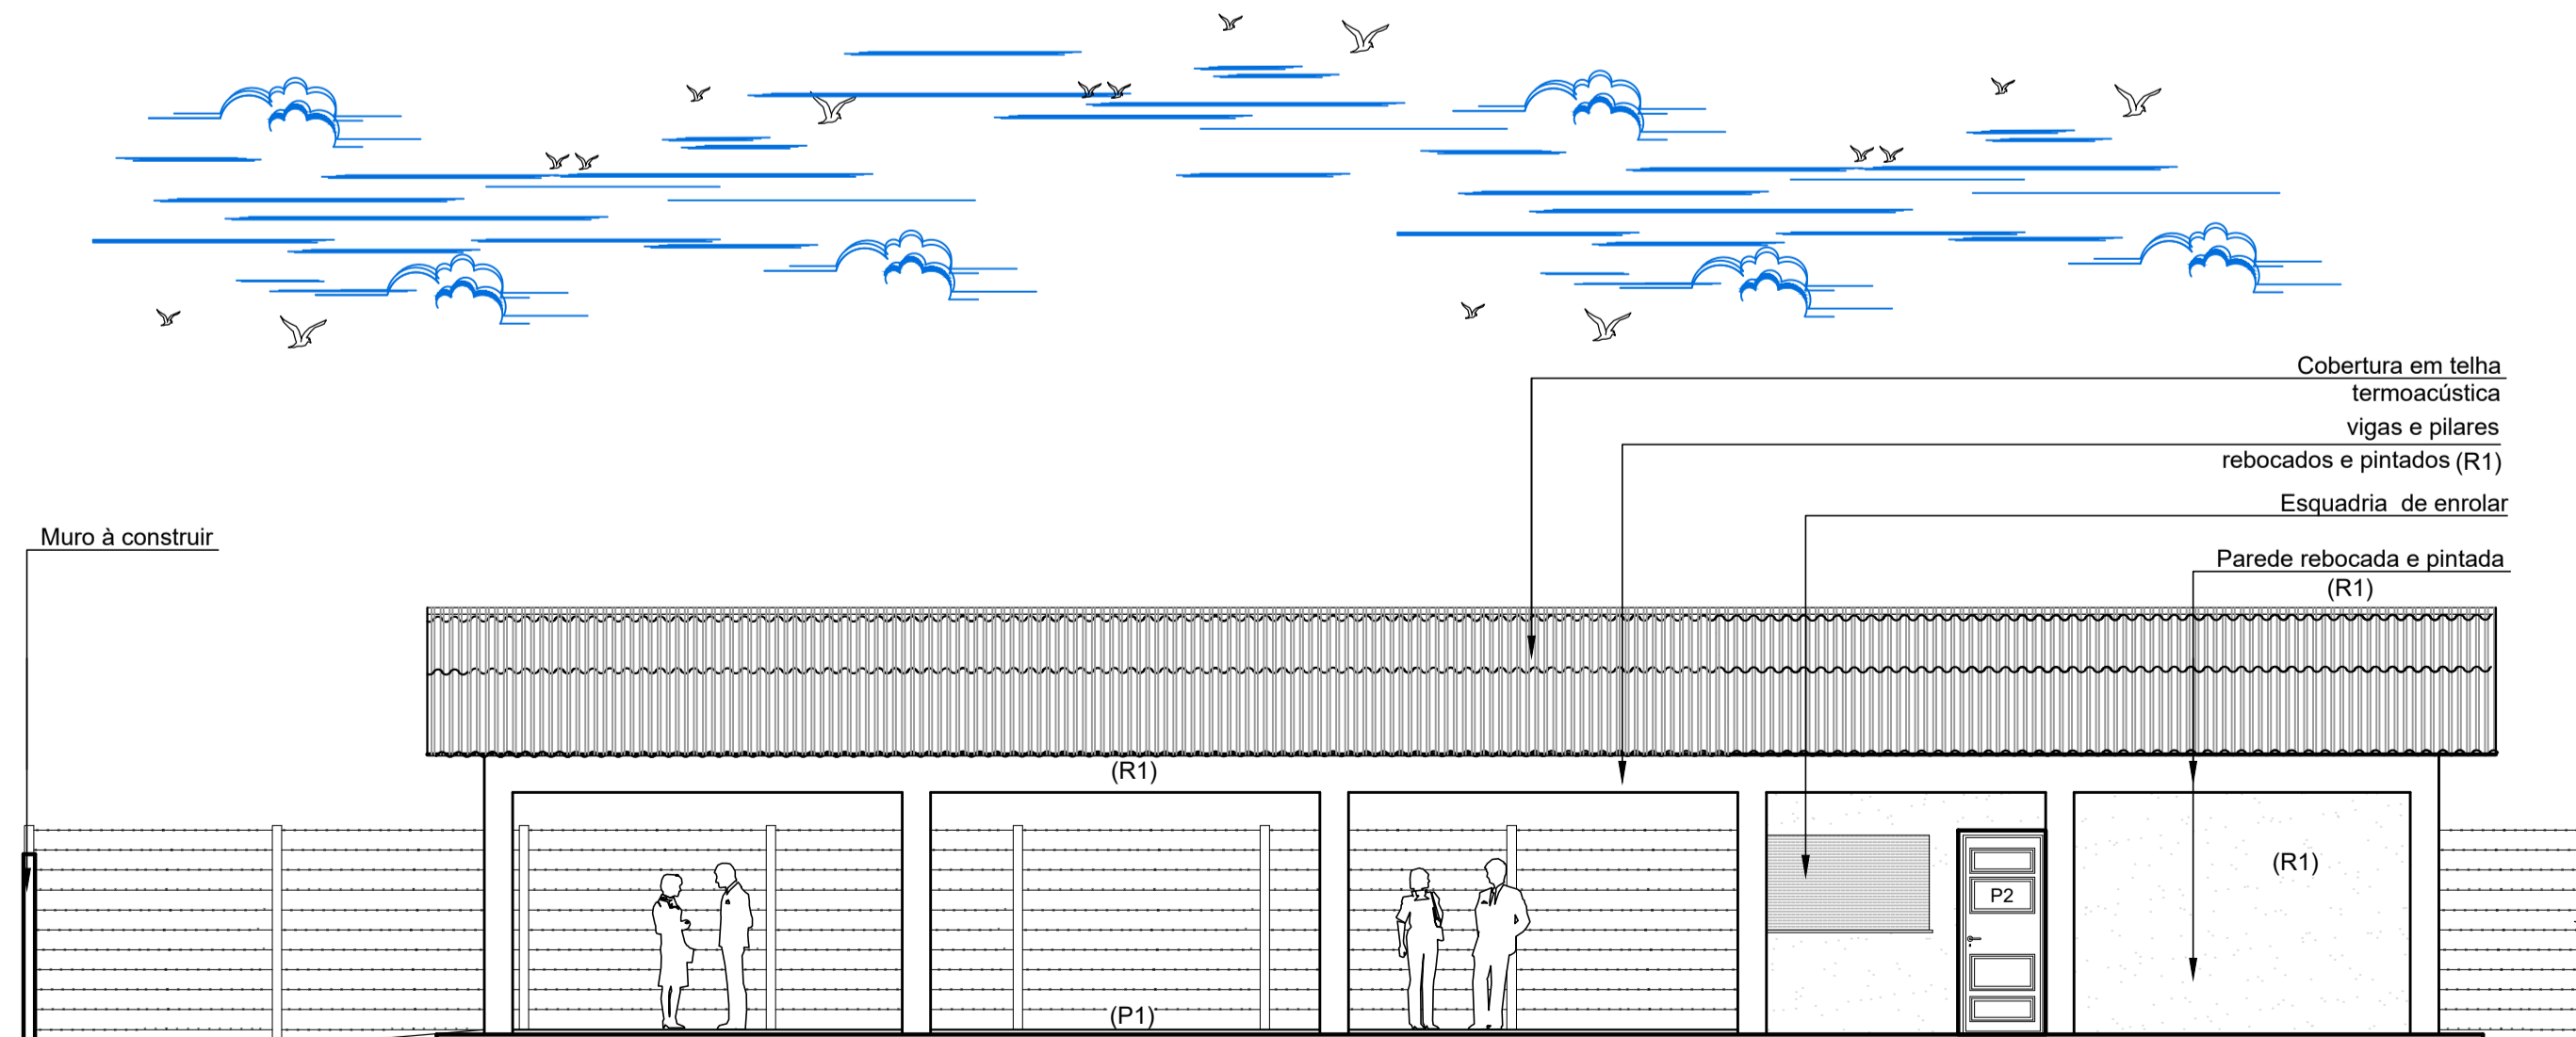 Cobertura em telha
termoacústica
vigas e pilares
rebocados e pintados (R1)
Esquadria de enrolar
Muro à construir
Parede rebocada e pintada
(R1)
(R1)
(R1)
P2
(P1)